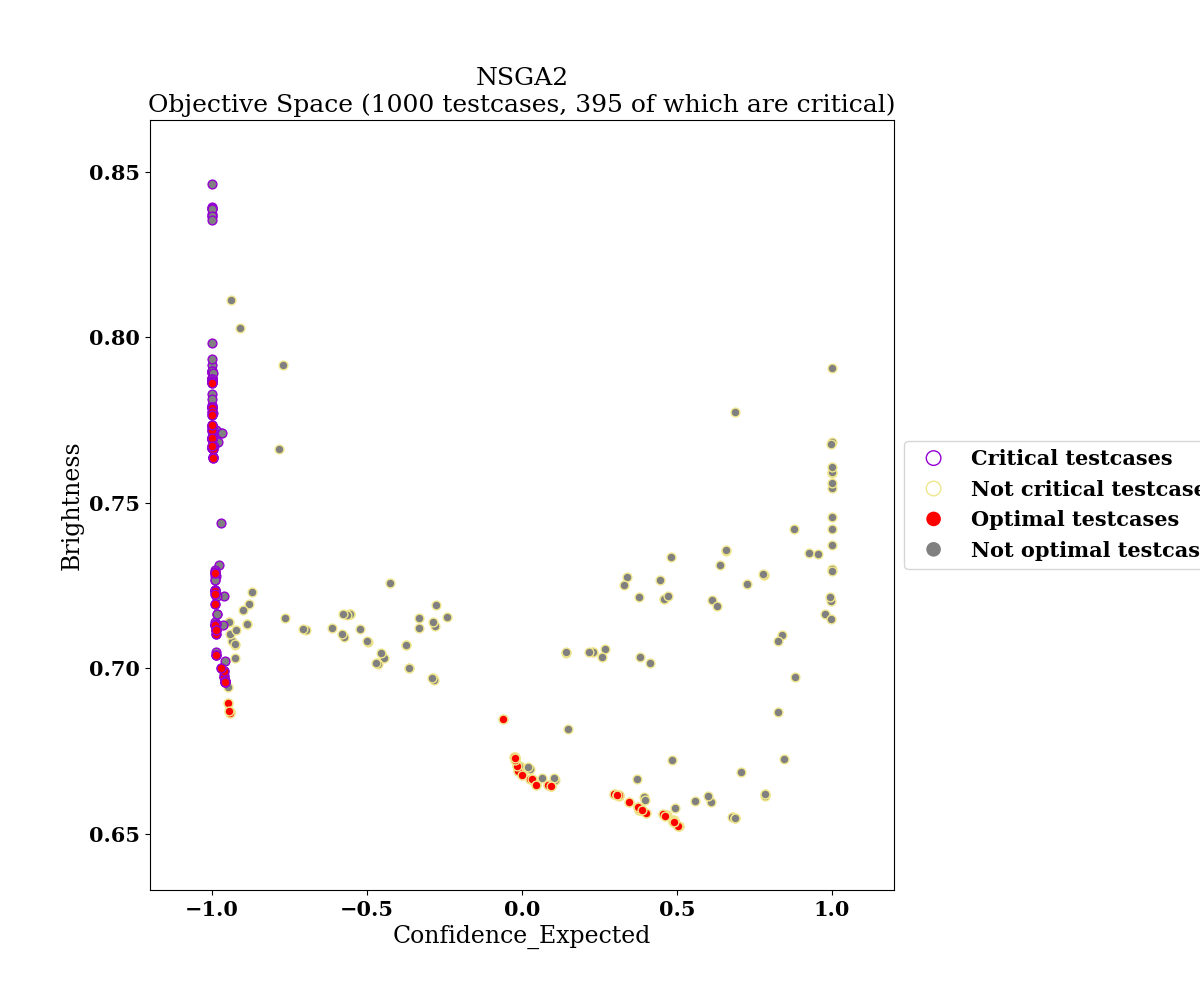 NSGA2
Objective Space (1000 testcases, 395 of which are critical)
0.85
0.80
0.75
0.70
0.65
Brightness
−1.0
−0.5
0.0
0.5
1.0
Confidence_Expected
Critical testcases
Not critical testcase
Optimal testcases
Not optimal testcas